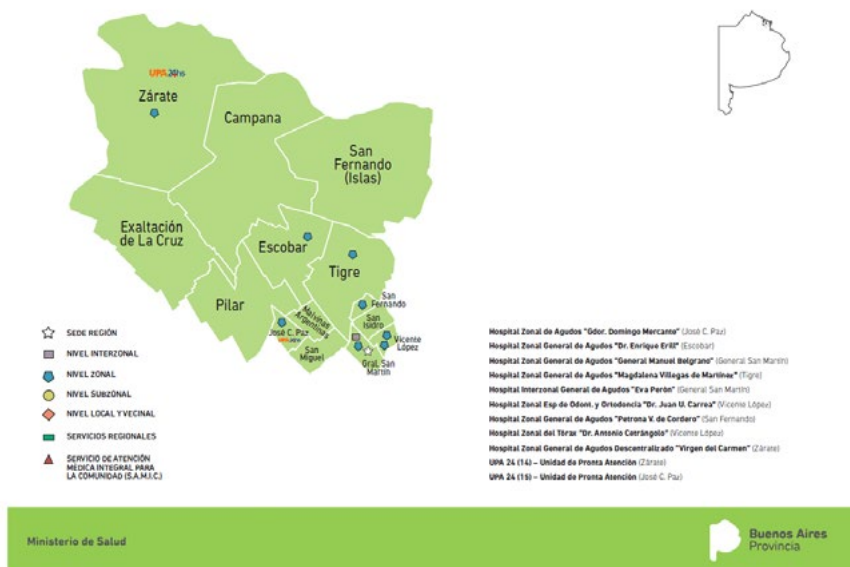 UPA 24hs
Zárate
Campana
San
Fernando
(Islas)
Exaltación
de La Cruz
Escobar
Tigre
Pilar
San
Fernando
Malvinas
Argentinas
San
Isidro
José C. Paz
UPA 24hs
Vicente
López
San
Miguel
Gral. San
Martín
SEDE REGIÓN
NIVEL INTERZONAL
NIVEL ZONAL
NIVEL SUBZONAL
NIVEL LOCAL Y VECINAL
SERVICIOS REGIONALES
SERVICIO DE ATENCIÓN
MÉDICA INTEGRAL PARA
LA COMUNIDAD (S.A.M.I.C.)
Hospital Zonal de Agudos "Gdor. Domingo Mercante" (José C. Paz)
Hospital Zonal General de Agudos "Dr. Enrique Erill" (Escobar)
Hospital Zonal General de Agudos "General Manuel Belgrano" (General San Martín)
Hospital Zonal General de Agudos "Magdalena Villegas de Martínez" (Tigre)
Hospital Interzonal General de Agudos "Eva Perón" (General San Martín)
Hospital Zonal Esp de Odont. y Ortodoncia "Dr. Juan U. Carrea" (Vicente López)
Hospital Zonal General de Agudos "Petrona V. de Cordero" (San Fernando)
Hospital Zonal del Tórax "Dr. Antonio Cetrángolo" (Vicente López)
Hospital Zonal General de Agudos Descentralizado "Virgen del Carmen" (Zárate)
UPA 24 (14) – Unidad de Pronta Atención (Zárate)
UPA 24 (15) – Unidad de Pronta Atención (José C. Paz)
Ministerio de Salud
Buenos Aires
Provincia